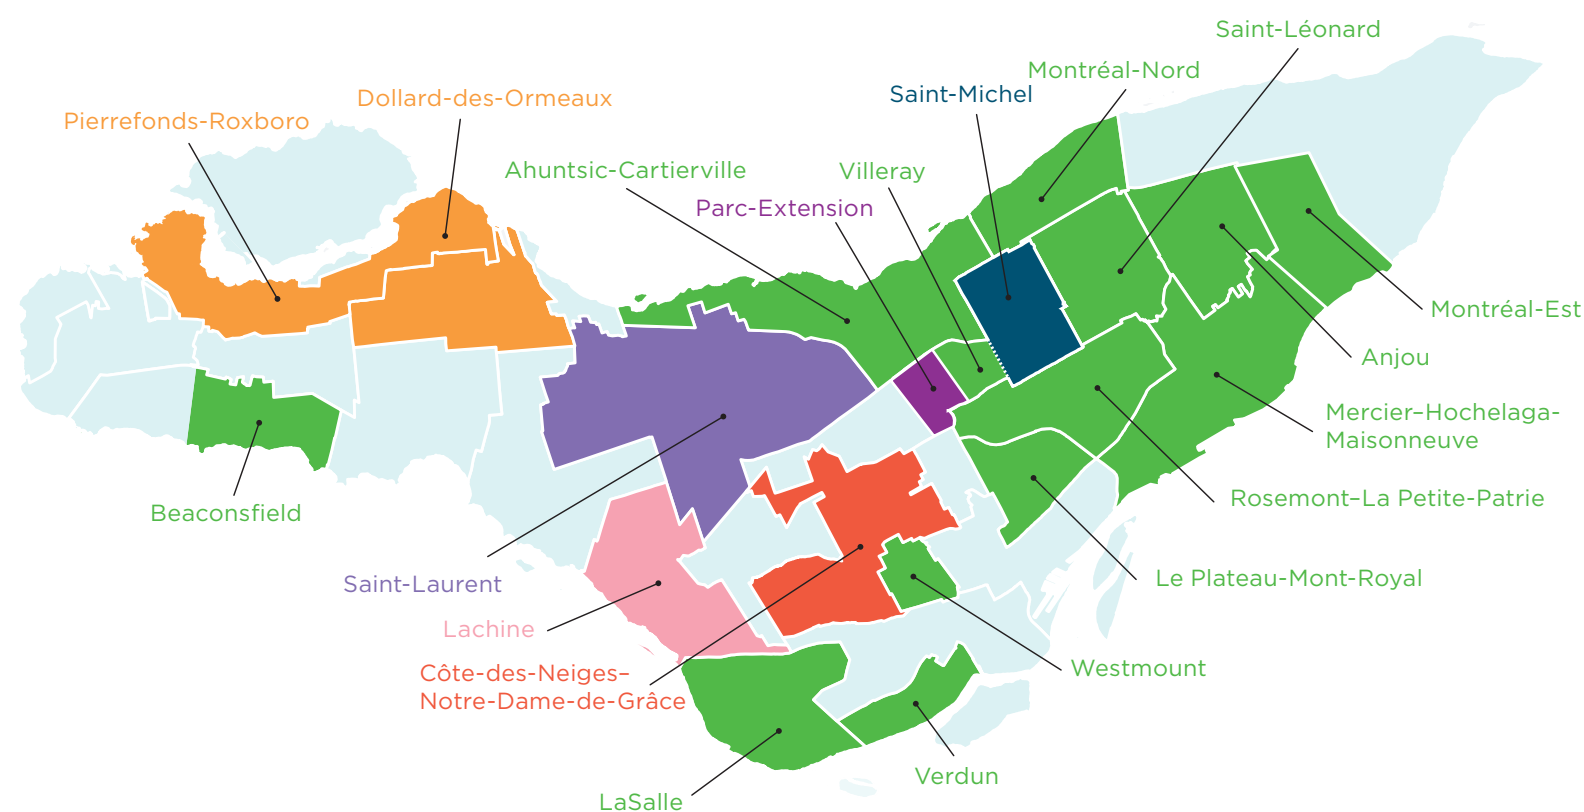 Saint-Léonard
Montréal-Nord
Saint-Michel
Dollard-des-Ormeaux
Pierrefonds-Roxboro
Ahuntsic-Cartierville
Villeray
Parc-Extension
Montréal-Est
Anjou
Mercier–Hochelaga-
Maisonneuve
Rosemont–La Petite-Patrie
Beaconsfield
Le Plateau-Mont-Royal
Saint-Laurent
Lachine
Westmount
Côte-des-Neiges–
Notre-Dame-de-Grâce
Verdun
LaSalle